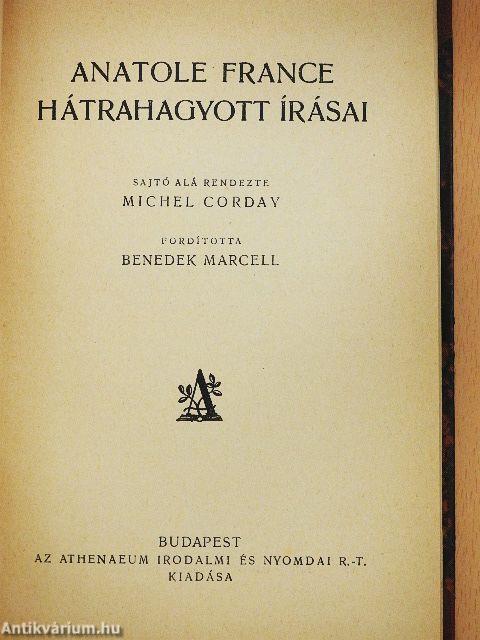 ANATOLE FRANCE
HÁTRAHAGYOTT ÍRÁSAI
SAJTÓ ALÁ RENDEZTE
MICHEL CORDAY
FORDÍTOTTA
BENEDEK MARCELL
A
BUDAPEST
AZ ATHENAEUM IRODALMI ÉS NYOMDAI R.-T.
KIADÁSA
Antikvárium.hu